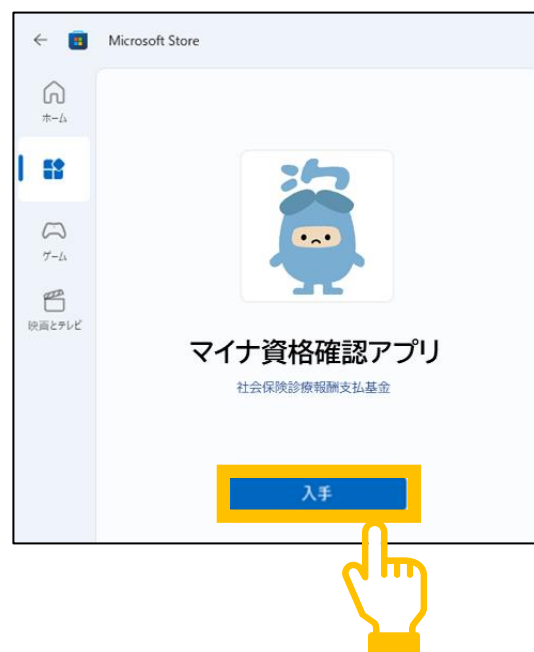 Microsoft Store
ホーム
ゲーム
映画とテレビ
マイナ資格確認アプリ
社会保険診療報酬支払基金
入手